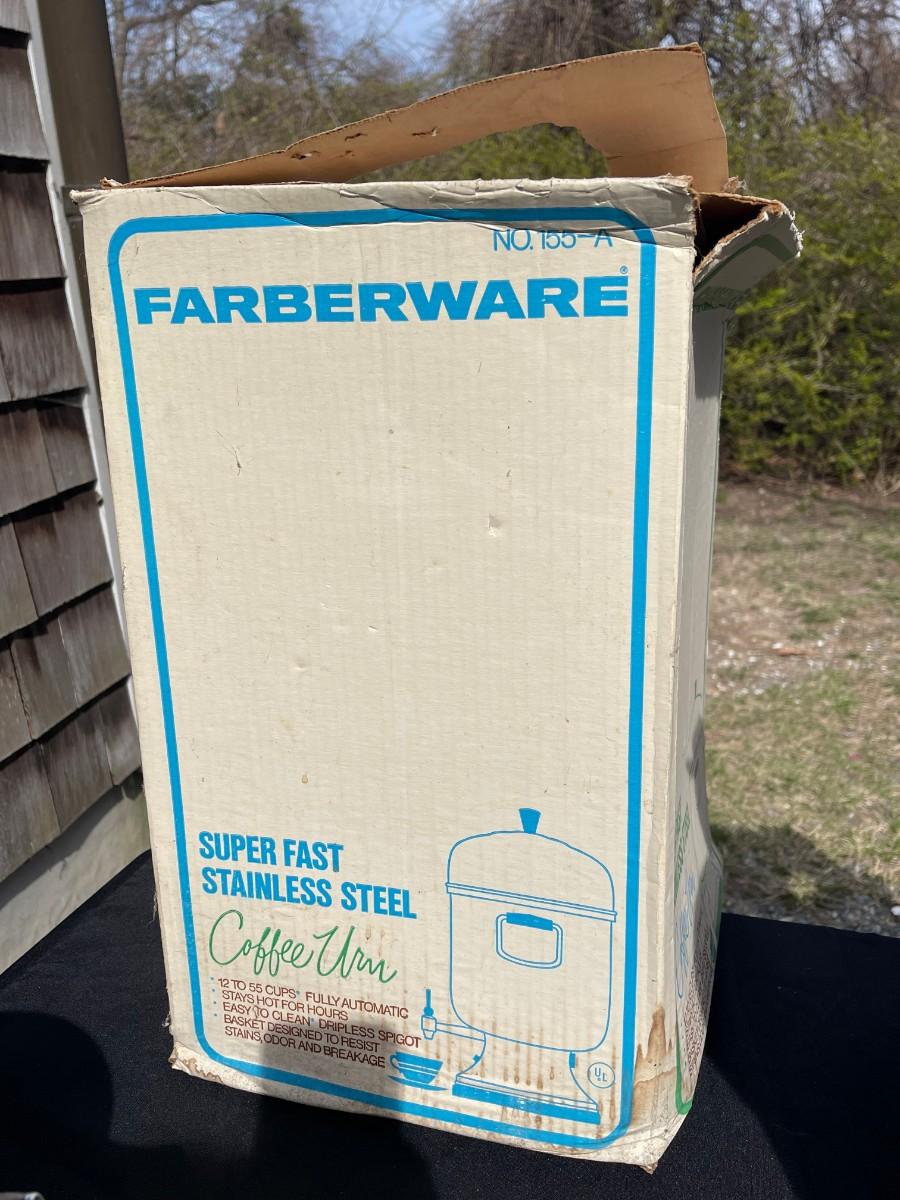 NO. 155-A
FARBERWARE®
SUPER FAST
STAINLESS STEEL
Coffee Urn
• 12 TO 55 CUPS • FULLY AUTOMATIC
• STAYS HOT FOR HOURS
• EASY TO CLEAN • DRIPLESS SPIGOT
• BASKET DESIGNED TO RESIST
STAINS, ODOR AND BREAKAGE
UL